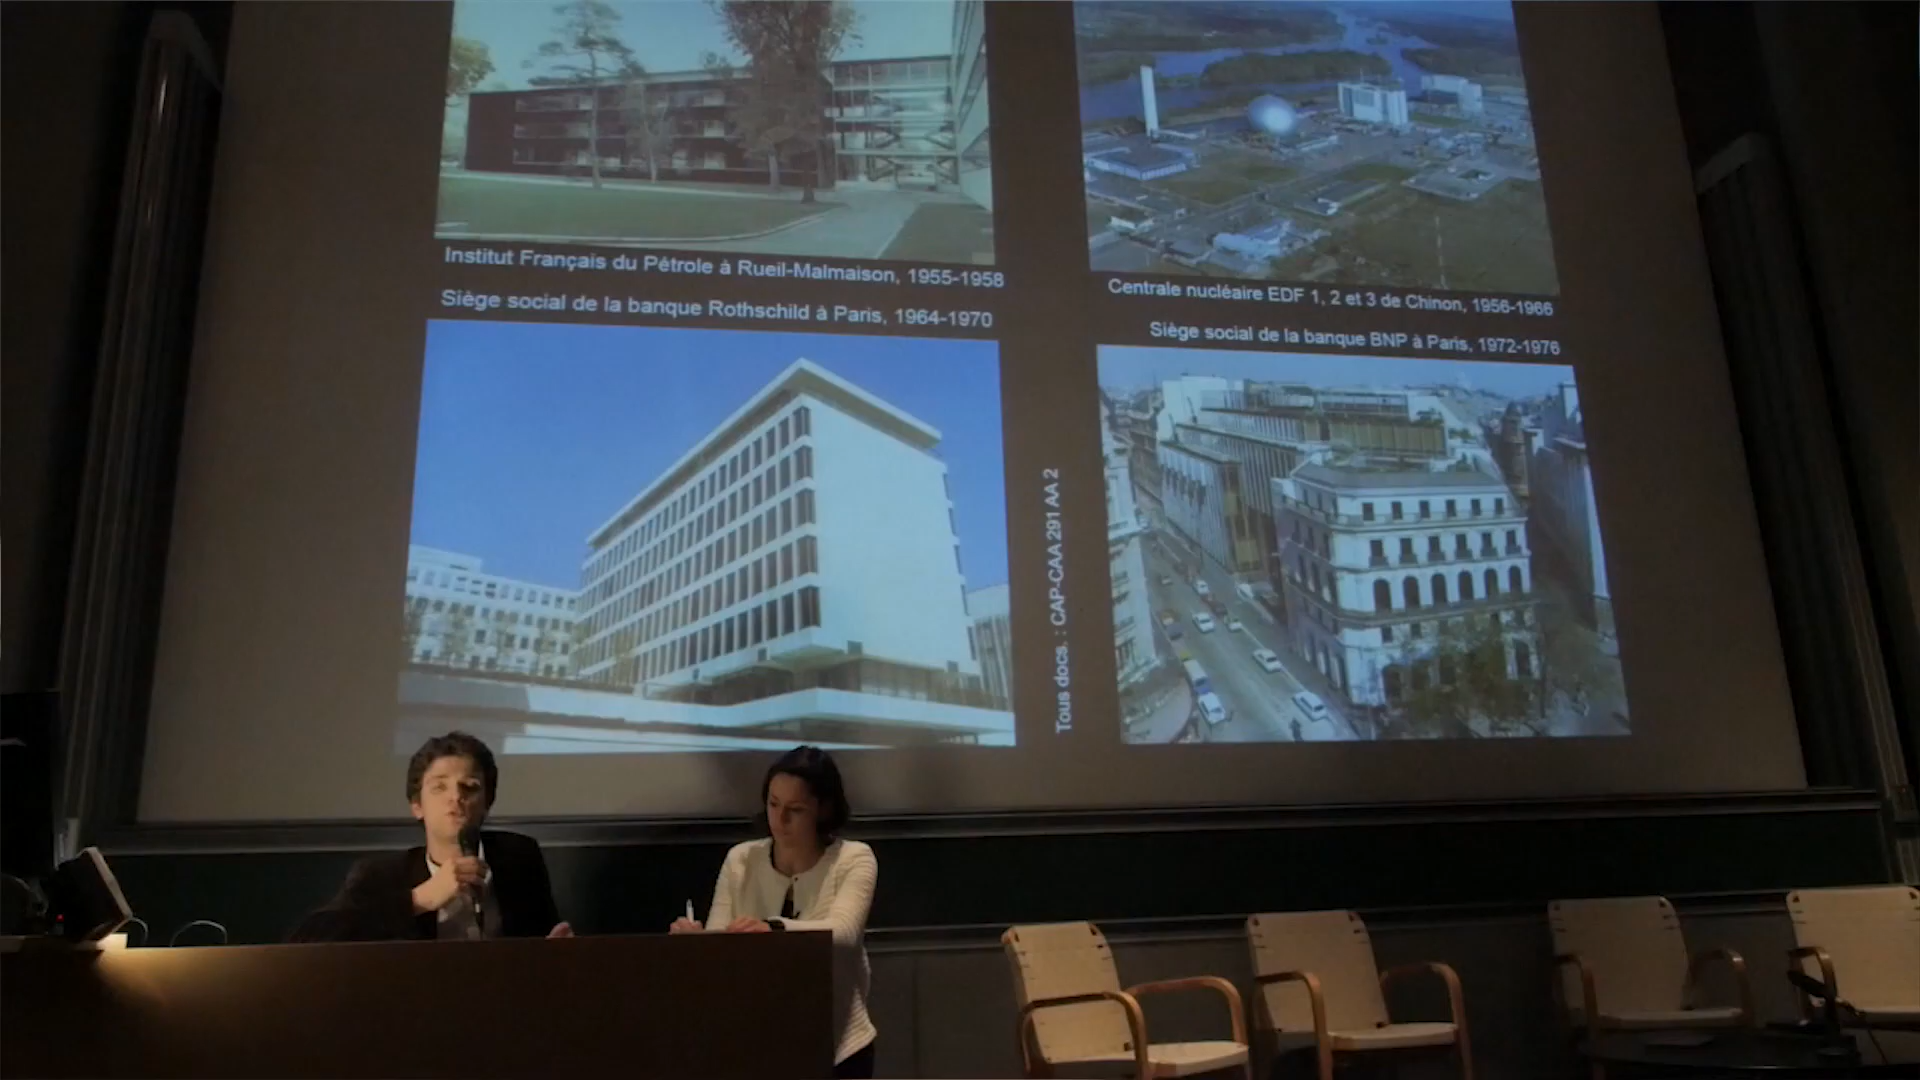 Institut Français du Pétrole à Rueil-Malmaison, 1955-1958
Siège social de la banque Rothschild à Paris, 1964-1970
Centrale nucléaire EDF 1, 2 et 3 de Chinon, 1956-1966
Siège social de la banque BNP à Paris, 1972-1976
Tous docs. : CAP-CAA 291 AA 2